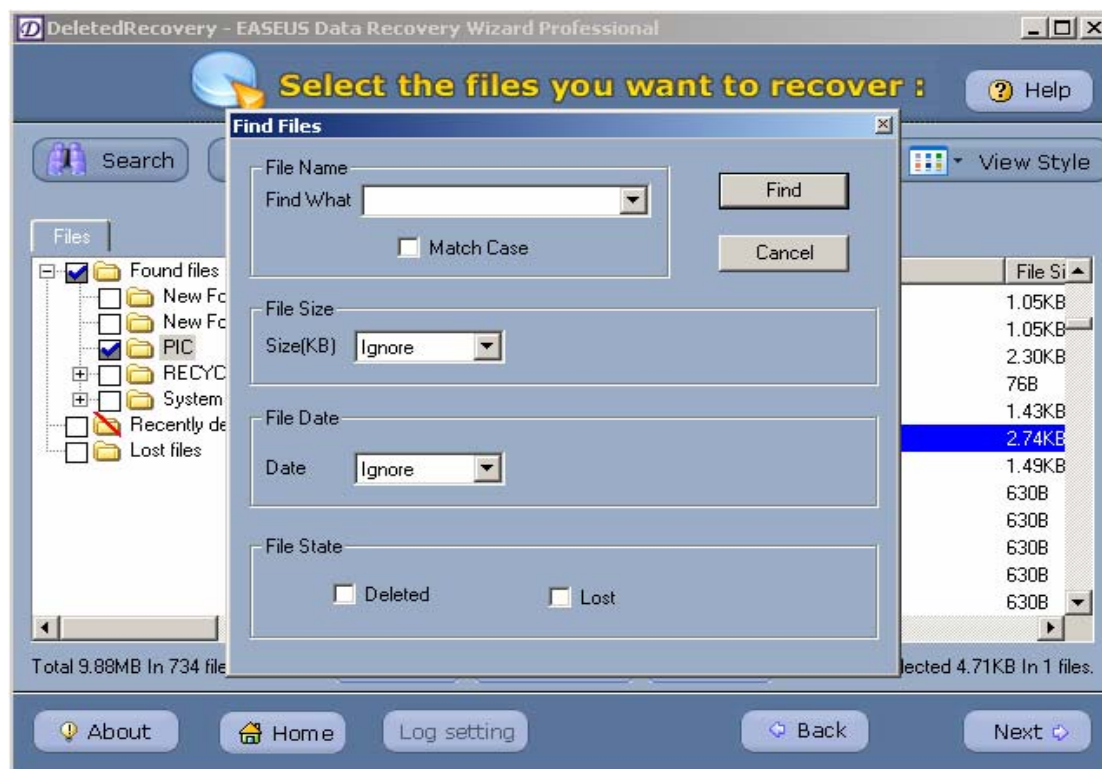 DeletedRecovery - EASEUS Data Recovery Wizard Professional
Select the files you want to recover :
Help
Find Files
Search
View Style
File Name
Find What
Find
Match Case
Cancel
Files
Found files
New Fo
New Fo
PIC
RECYC
System
Recently de
Lost files
File Size
Size(KB) Ignore
File Date
Date Ignore
File State
Deleted Lost
File Si
1.05KB
1.05KB
2.30KB
76B
1.43KB
2.74KB
1.49KB
630B
630B
630B
630B
630B
Total 9.88MB In 734 file
lected 4.71KB In 1 files.
About Home Log setting Back Next